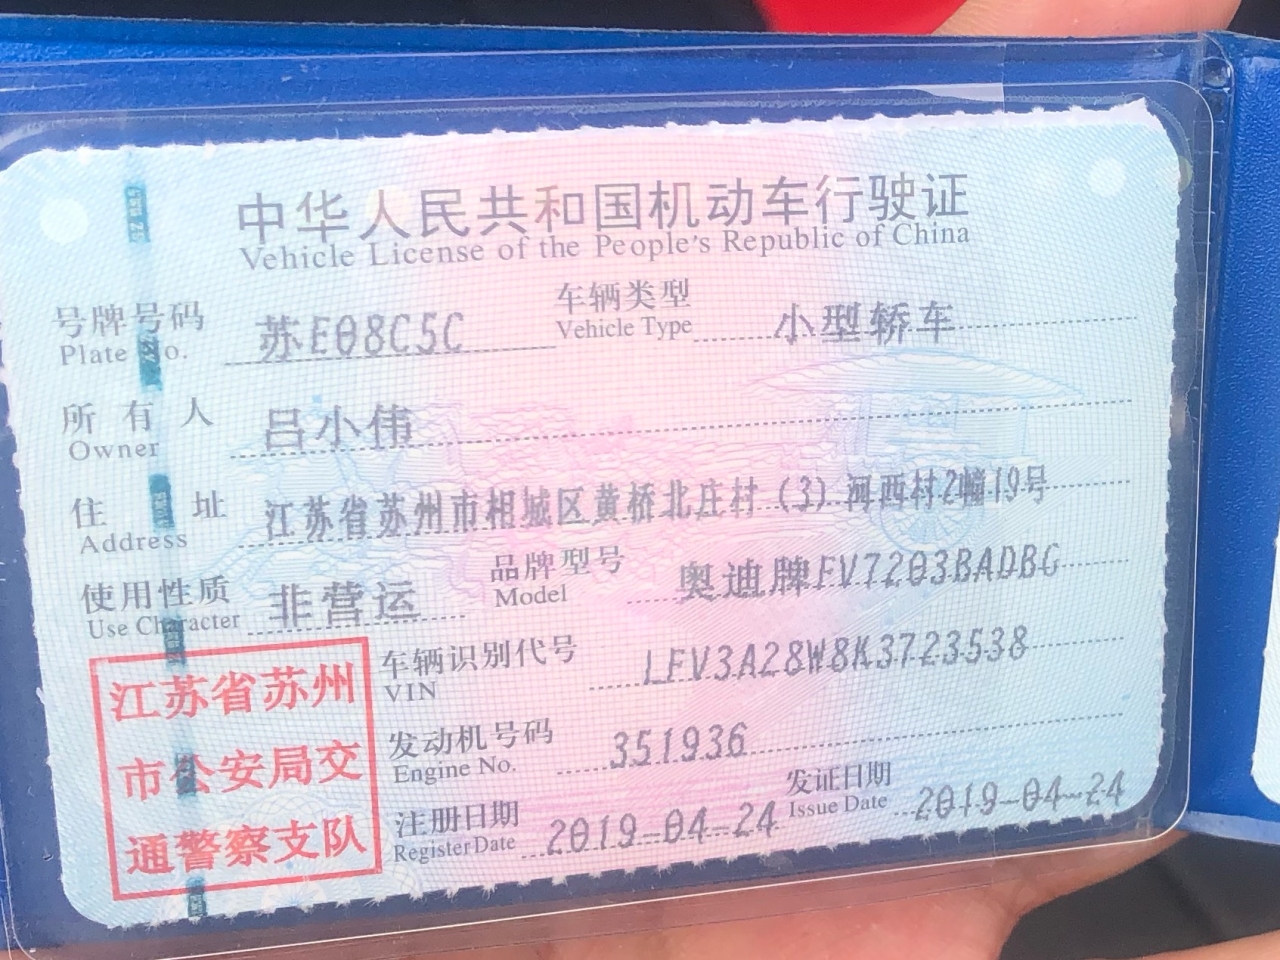 中华人民共和国机动车行驶证
Vehicle License of the People's Republic of China
号牌号码 苏E08C5C 车辆类型 小型轿车
Plate No. Vehicle Type
所有人 吕小伟
Owner
住址 江苏省苏州市相城区黄桥北庄村(3)河西村2幢19号
Address
使用性质 非营运 品牌型号 奥迪牌FV7203BADBG
Use Character Model
江苏省苏州
市公安局交
通警察支队
车辆识别代号 LFV3A28W8K3723538
VIN
发动机号码 351936
Engine No.
注册日期 2019-04-24 发证日期 2019-04-24
Register Date Issue Date